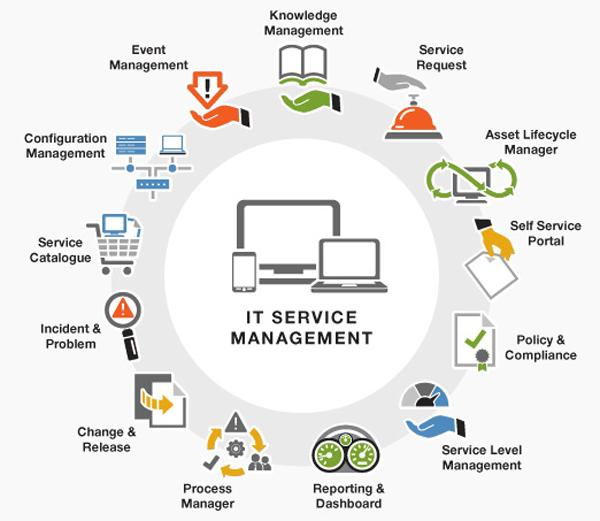 Knowledge
Management
Service
Request
Asset Lifecycle
Manager
Self Service
Portal
Policy &
Compliance
Service Level
Management
Reporting &
Dashboard
Process
Manager
Change &
Release
Incident &
Problem
Service
Catalogue
Configuration
Management
Event
Management
IT SERVICE
MANAGEMENT